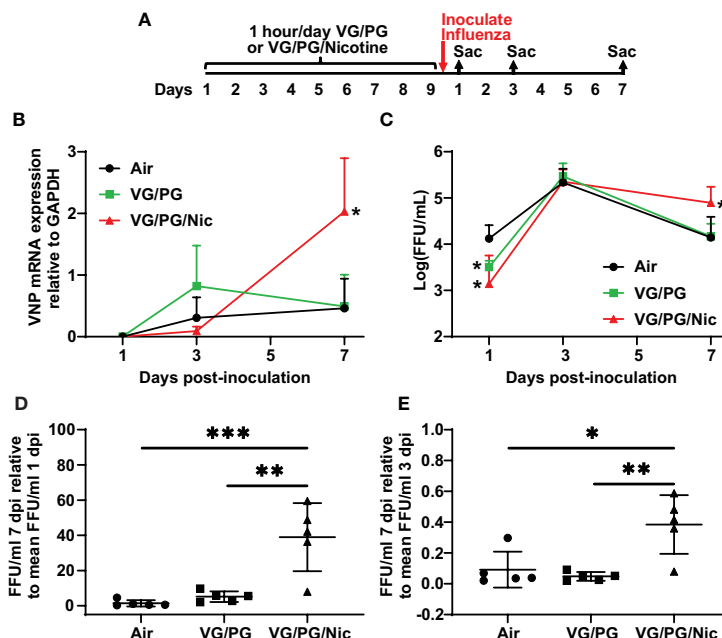 A
1 hour/day VG/PG
or VG/PG/Nicotine
Inoculate
Influenza
Sac Sac Sac
Days 1 2 3 4 5 6 7 8 9 1 2 3 4 5 6 7
B
VNP mRNA expression
relative to GAPDH
3
2
1
0
Air
VG/PG
VG/PG/Nic
*
1 3 5 7
Days post-inoculation
C
Log(FFU/mL)
6
5
4
3
2
*
*
*
Air
VG/PG
VG/PG/Nic
1 3 5 7
Days post-inoculation
D
FFU/ml 7 dpi relative
to mean FFU/ml 1 dpi
100
80
60
40
20
0
***
**
Air VG/PG VG/PG/Nic
E
FFU/ml 7 dpi relative
to mean FFU/ml 3 dpi
1.0
0.8
0.6
0.4
0.2
0.0
-0.2
*
**
Air VG/PG VG/PG/Nic